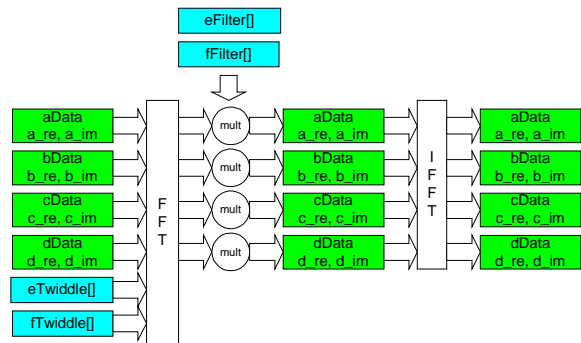 eFilter[]
fFilter[]
aData
a_re, a_im
mult
aData
a_re, a_im
aData
a_re, a_im
bData
b_re, b_im
mult
bData
b_re, b_im
bData
b_re, b_im
cData
c_re, c_im
mult
cData
c_re, c_im
cData
c_re, c_im
dData
d_re, d_im
mult
dData
d_re, d_im
dData
d_re, d_im
F
F
T
I
F
F
T
eTwiddle[]
fTwiddle[]